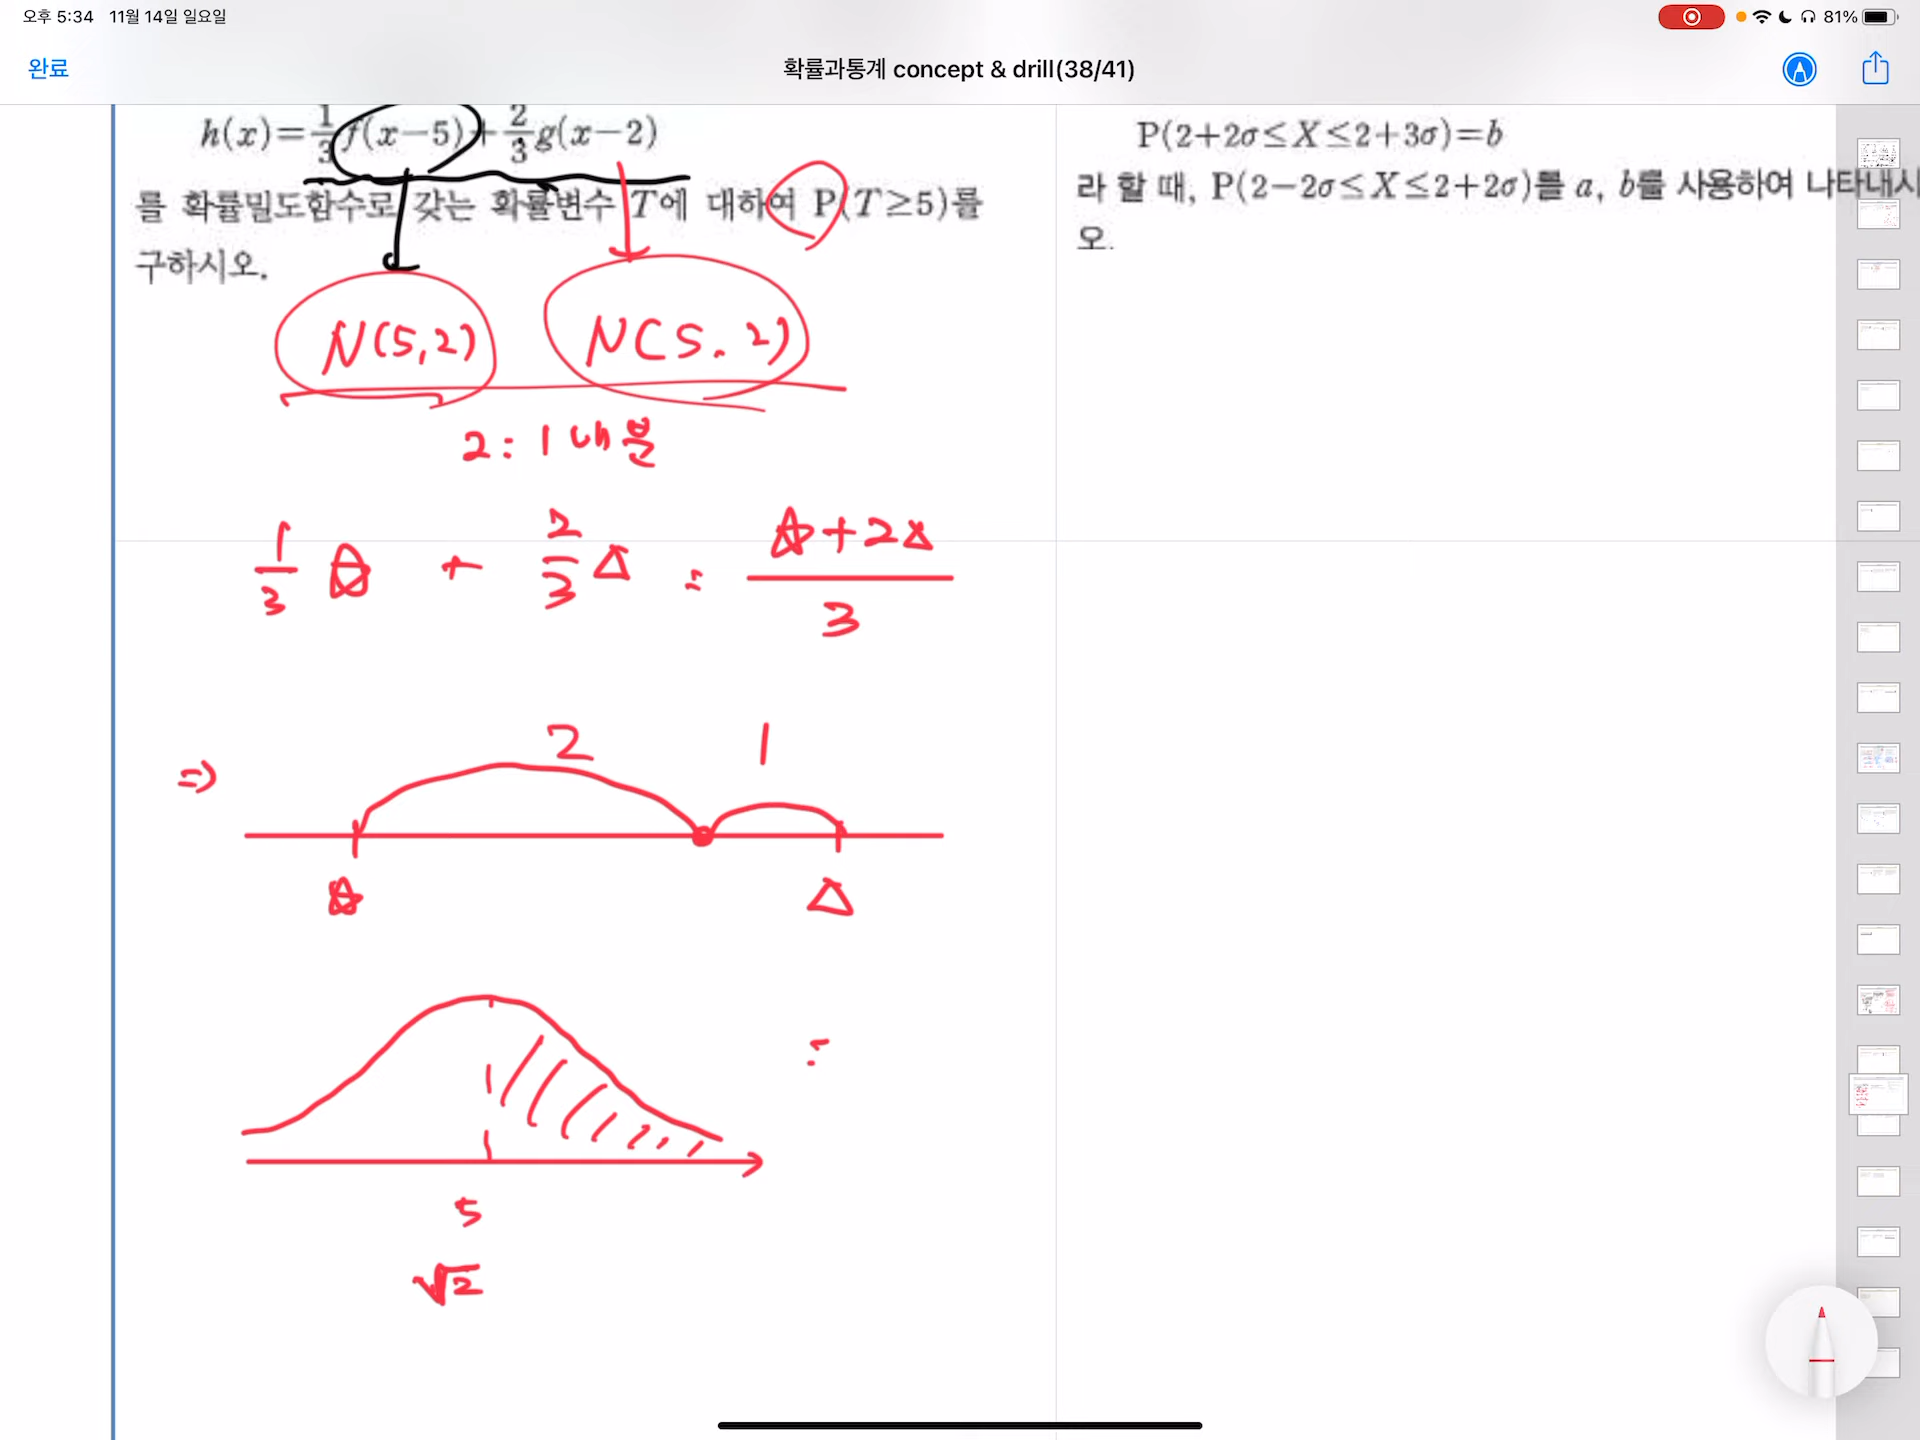 오후 5:34 11월 14일 일요일
81%
완료
확률과통계 concept & drill(38/41)
h(x)=1/3 f(x−5)+2/3 g(x−2)
를 확률밀도함수로 갖는 확률변수 T에 대하여 P(T≥5)를
구하시오.
N(5,2) N(5.2)
2:1 내분
1/3 ☆ + 2/3 △ = (☆+2△)/3
⇒
2 1
☆ △
=
5
√2
P(2+2σ≤X≤2+3σ)=b
라 할 때, P(2−2σ≤X≤2+2σ)를 a, b를 사용하여 나타내시
오.